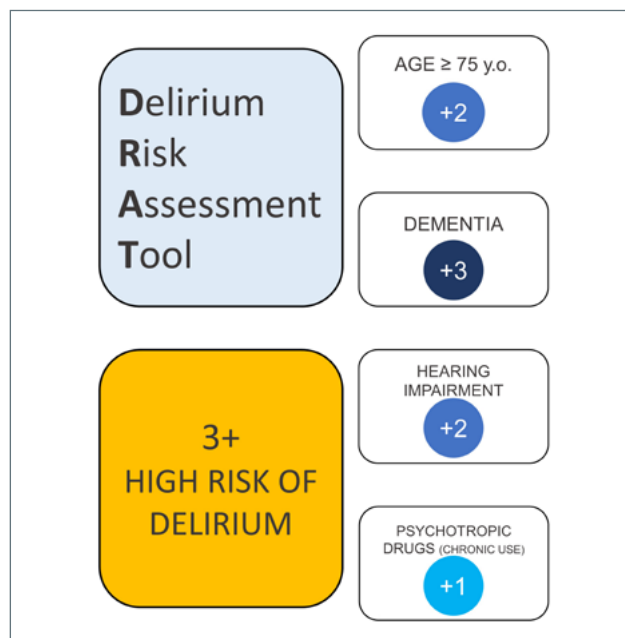 Delirium
Risk
Assessment
Tool
AGE ≥ 75 y.o.
+2
DEMENTIA
+3
3+
HIGH RISK OF
DELIRIUM
HEARING
IMPAIRMENT
+2
PSYCHOTROPIC
DRUGS (CHRONIC USE)
+1